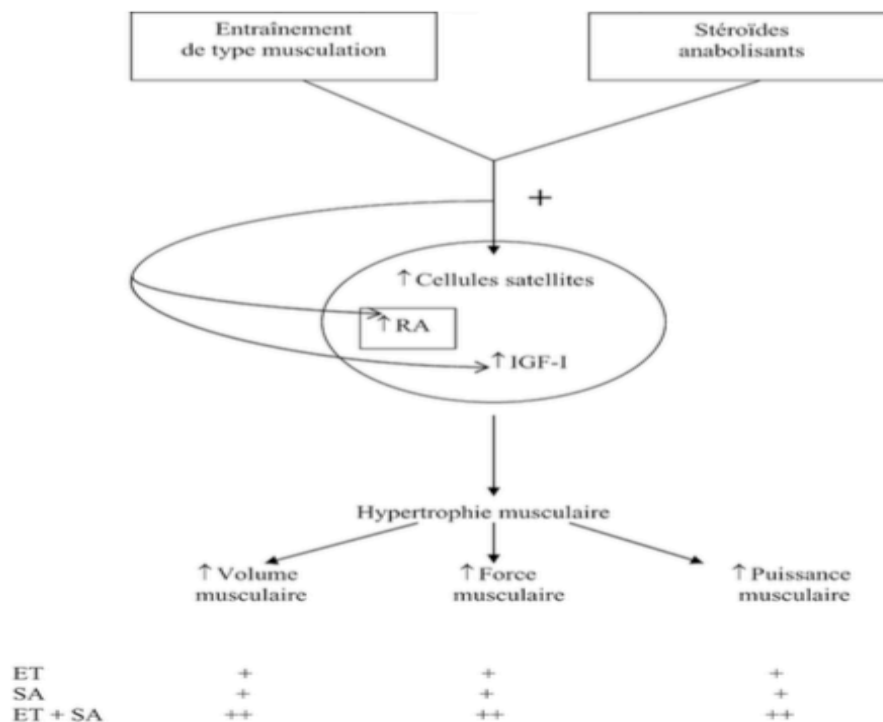 Entraînement
de type musculation
Stéroïdes
anabolisants
+
↑ Cellules satellites
↑ RA
↑ IGF-I
Hypertrophie musculaire
↑ Volume
musculaire
↑ Force
musculaire
↑ Puissance
musculaire
ET + + +
SA + + +
ET + SA ++ ++ ++